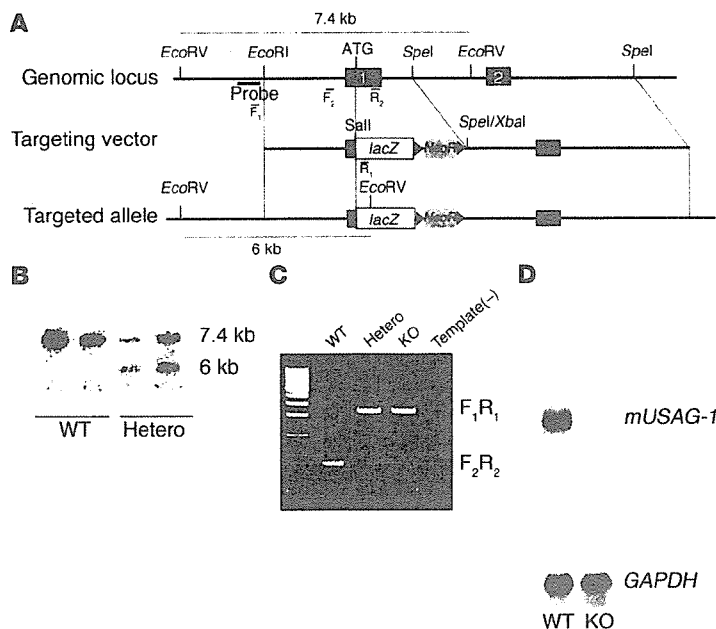 A
7.4 kb
EcoRV
EcoRI
ATG
SpeI
EcoRV
SpeI
Genomic locus
1
2
Probe
F1
F2
R2
Targeting vector
SalI
SpeI/XbaI
lacZ
NeoR
R1
EcoRV
EcoRV
Targeted allele
lacZ
NeoR
6 kb
B
7.4 kb
6 kb
WT
Hetero
C
WT
Hetero
KO
Template(-)
F1R1
F2R2
D
mUSAG-1
GAPDH
WT KO